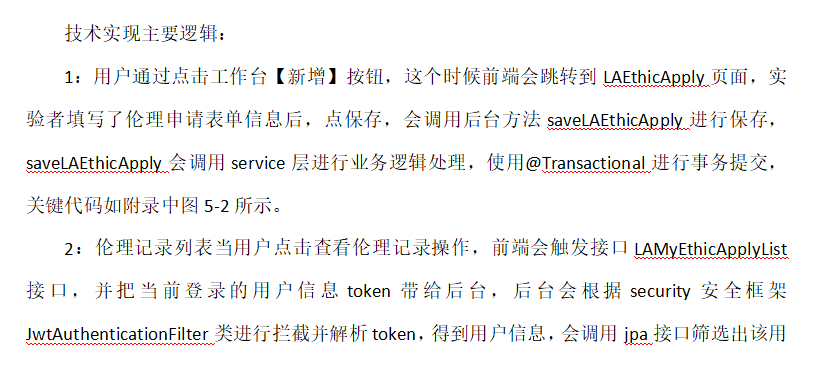 技术实现主要逻辑：
1：用户通过点击工作台【新增】按钮，这个时候前端会跳转到 LAEthicApply 页面，实
验者填写了伦理申请表单信息后，点保存，会调用后台方法 saveLAEthicApply 进行保存，
saveLAEthicApply 会调用 service 层进行业务逻辑处理，使用@Transactional 进行事务提交，
关键代码如附录中图 5-2 所示。
2：伦理记录列表当用户点击查看伦理记录操作，前端会触发接口 LAMyEthicApplyList
接口，并把当前登录的用户信息 token 带给后台，后台会根据 security 安全框架
JwtAuthenticationFilter 类进行拦截并解析 token，得到用户信息，会调用 jpa 接口筛选出该用